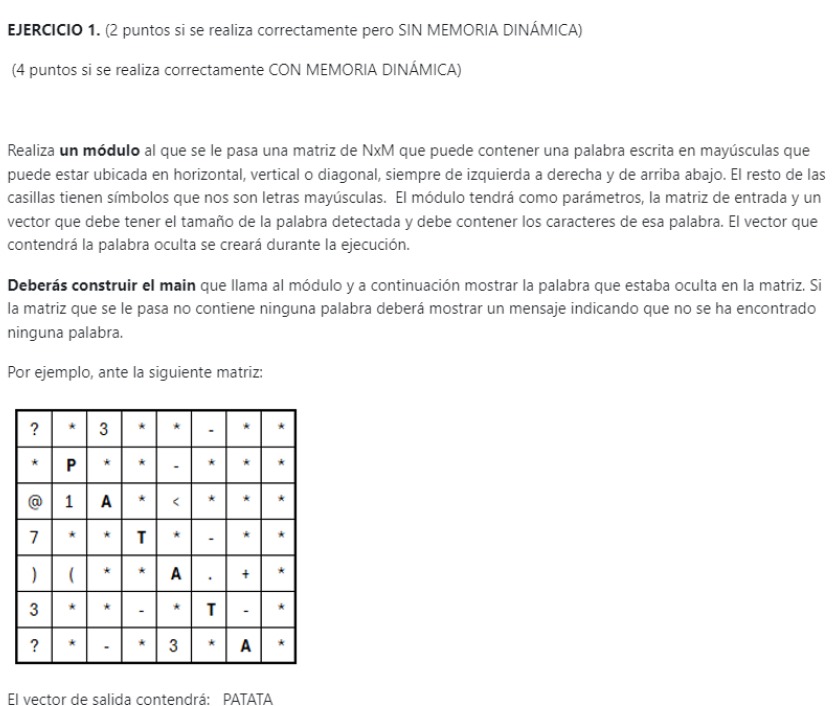 EJERCICIO 1. (2 puntos si se realiza correctamente pero SIN MEMORIA DINÁMICA)
(4 puntos si se realiza correctamente CON MEMORIA DINÁMICA)
Realiza un módulo al que se le pasa una matriz de NxM que puede contener una palabra escrita en mayúsculas que
puede estar ubicada en horizontal, vertical o diagonal, siempre de izquierda a derecha y de arriba abajo. El resto de las
casillas tienen símbolos que nos son letras mayúsculas. El módulo tendrá como parámetros, la matriz de entrada y un
vector que debe tener el tamaño de la palabra detectada y debe contener los caracteres de esa palabra. El vector que
contendrá la palabra oculta se creará durante la ejecución.
Deberás construir el main que llama al módulo y a continuación mostrar la palabra que estaba oculta en la matriz. Si
la matriz que se le pasa no contiene ninguna palabra deberá mostrar un mensaje indicando que no se ha encontrado
ninguna palabra.
Por ejemplo, ante la siguiente matriz:
? * 3 * * - * *
* P * * - * * *
@ 1 A * < * * *
7 * * T * - * *
) ( * * A . + *
3 * * - * T - *
? * - * 3 * A *
El vector de salida contendrá: PATATA